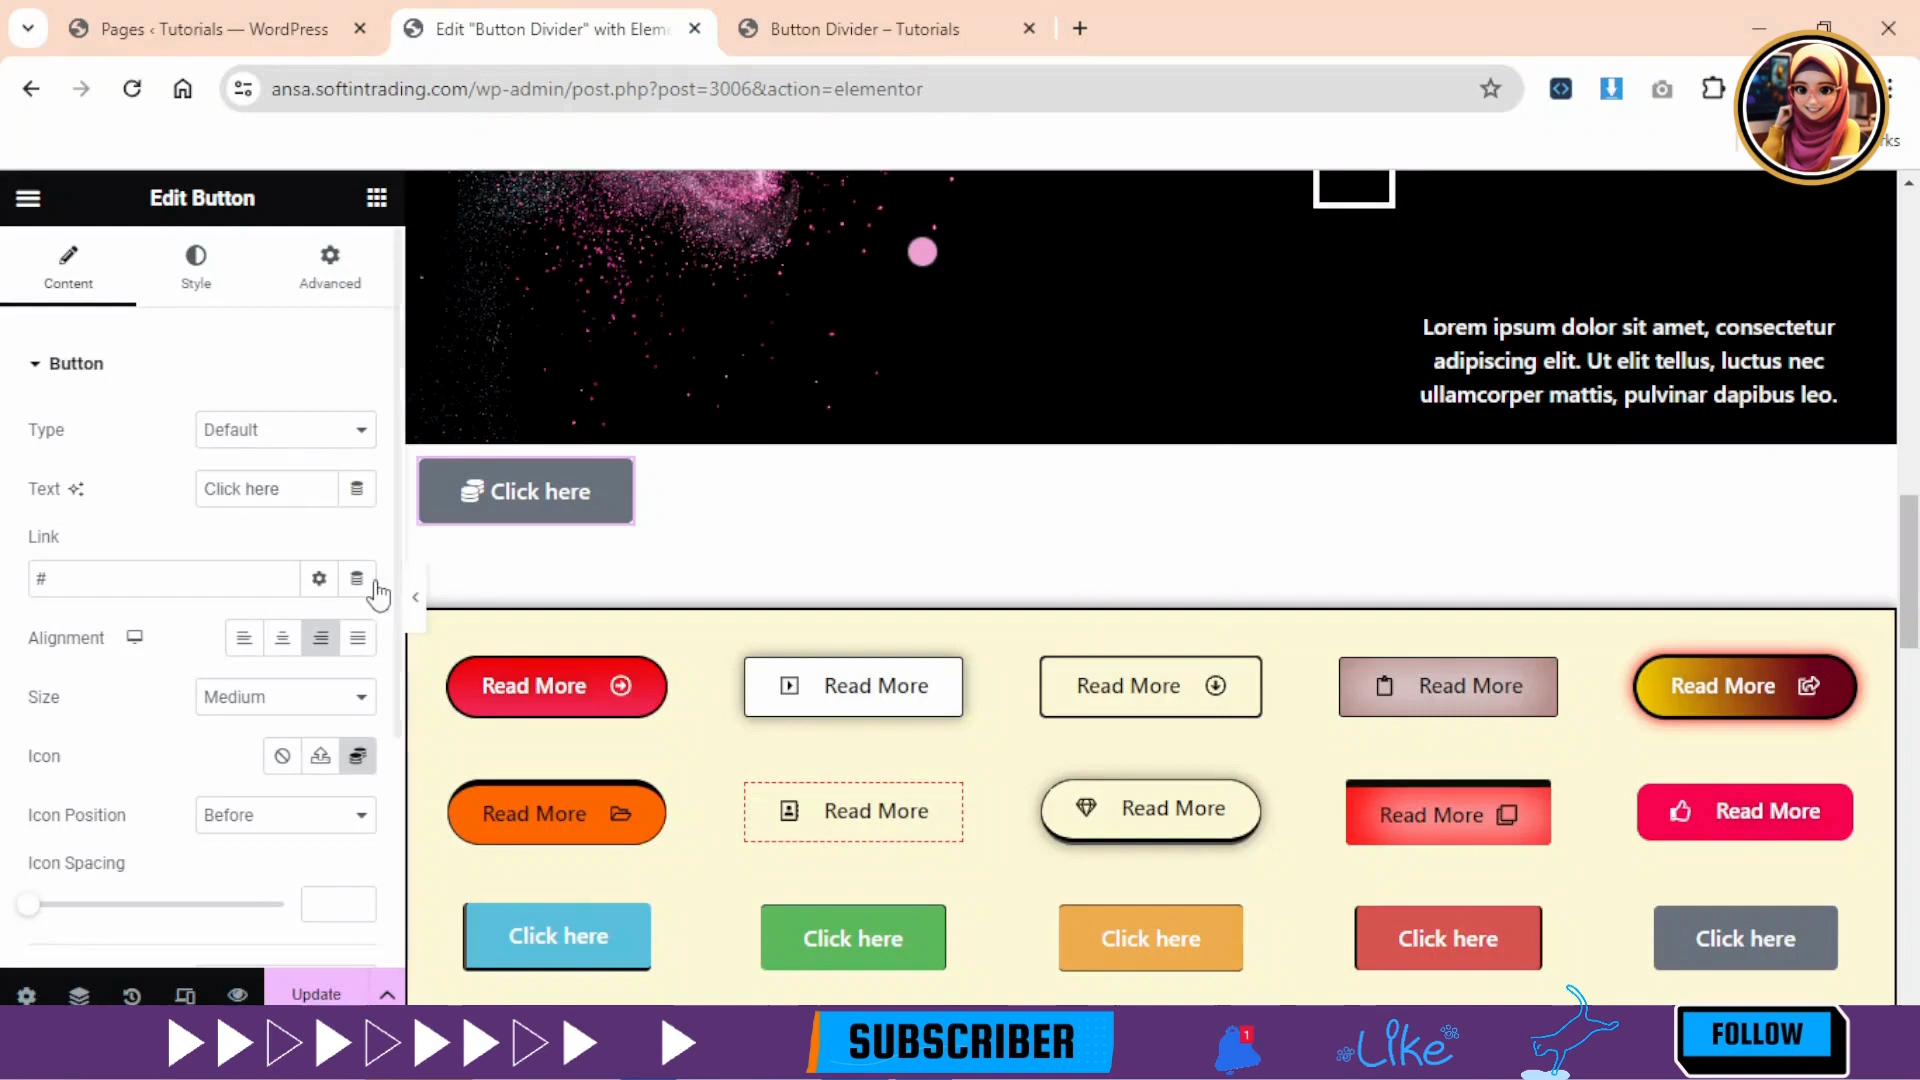 Pages ‹ Tutorials — WordPress
Edit "Button Divider" with Elem
Button Divider – Tutorials
ansa.softintrading.com/wp-admin/post.php?post=3006&action=elementor
Edit Button
Content
Style
Advanced
Button
Type
Default
Text
Click here
Link
#
Alignment
Size
Medium
Icon
Icon Position
Before
Icon Spacing
Update
Lorem ipsum dolor sit amet, consectetur
adipiscing elit. Ut elit tellus, luctus nec
ullamcorper mattis, pulvinar dapibus leo.
Click here
Read More
Read More
Read More
Read More
Read More
Read More
Read More
Read More
Read More
Read More
Click here
Click here
Click here
Click here
Click here
SUBSCRIBER
1
Like
FOLLOW